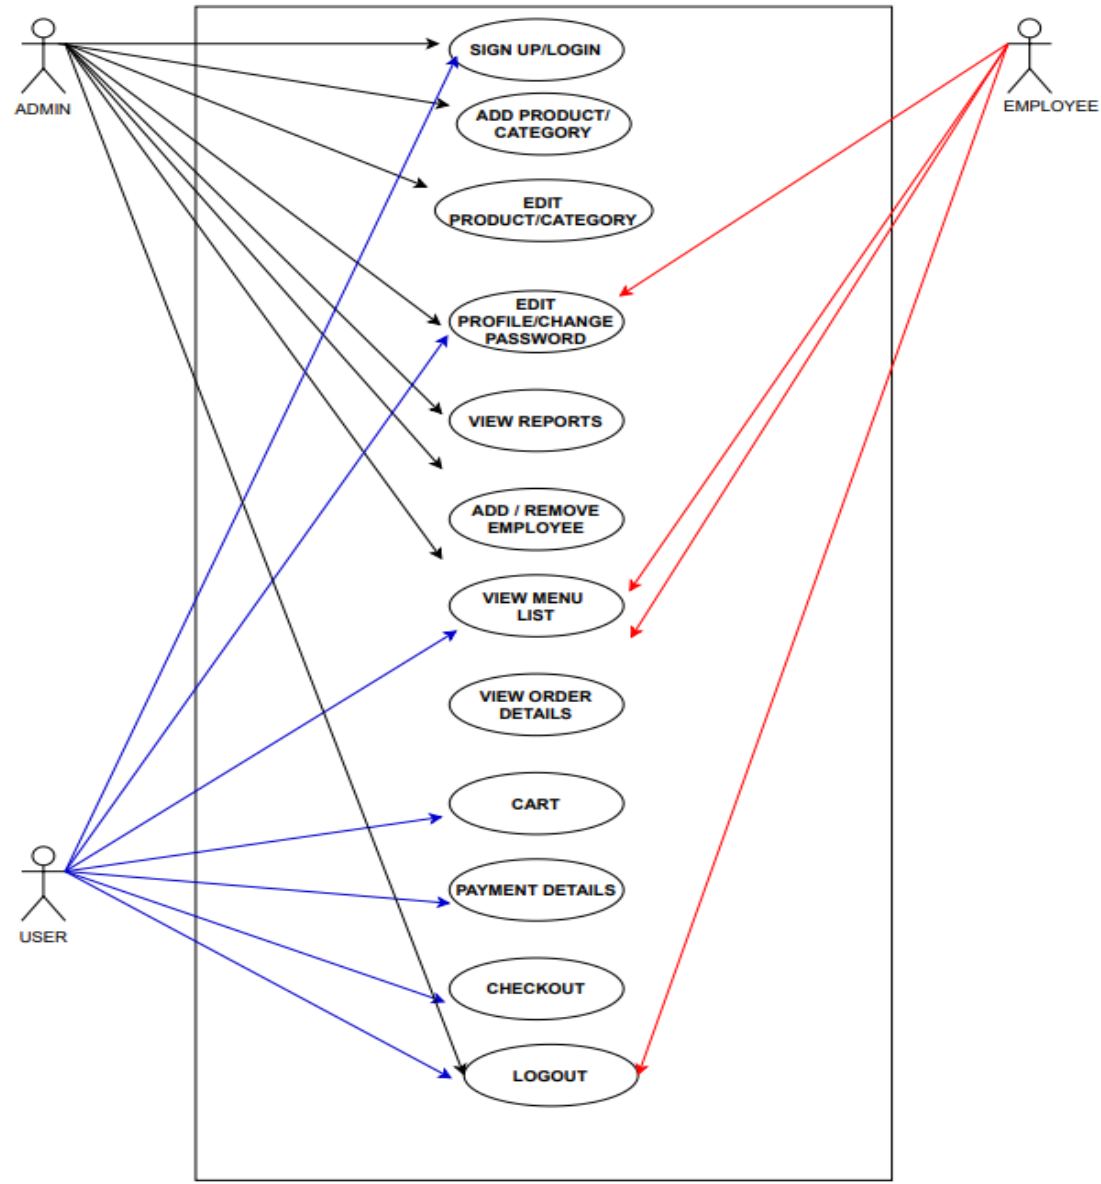 SIGN UP/LOGIN
ADMIN
EMPLOYEE
ADD PRODUCT/
CATEGORY
EDIT
PRODUCT/CATEGORY
EDIT
PROFILE/CHANGE
PASSWORD
VIEW REPORTS
ADD / REMOVE
EMPLOYEE
VIEW MENU
LIST
VIEW ORDER
DETAILS
CART
PAYMENT DETAILS
USER
CHECKOUT
LOGOUT